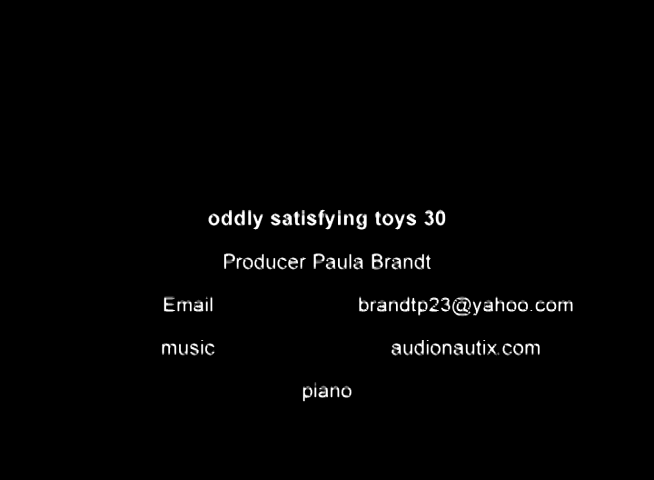 oddly satisfying toys 30
Producer Paula Brandt
Email brandtp23@yahoo.com
music audionautix.com
piano